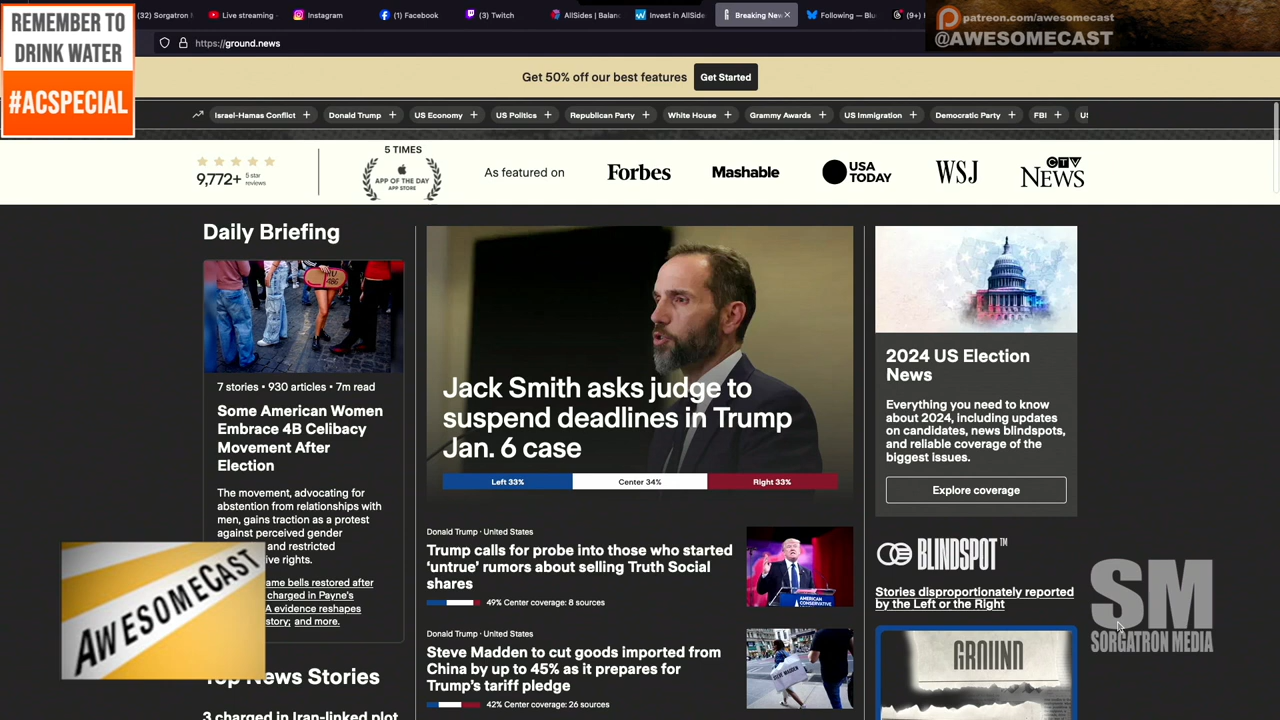 REMEMBER TO
DRINK WATER
#ACSPECIAL
(32) Sorgatron M
Live streaming
Instagram
(1) Facebook
(3) Twitch
AllSides | Balan
Invest in AllSide
Breaking New
Following — Blu
(9+)
patreon.com/awesomecast
@AWESOMECAST
https://ground.news
Get 50% off our best features
Get Started
Israel-Hamas Conflict +
Donald Trump +
US Economy +
US Politics +
Republican Party +
White House +
Grammy Awards +
US Immigration +
Democratic Party +
FBI +
9,772+
5 star
reviews
5 TIMES
APP OF THE DAY
APP STORE
As featured on
Forbes
Mashable
USA
TODAY
WSJ
CTV
NEWS
Daily Briefing
7 stories • 930 articles • 7m read
Some American Women
Embrace 4B Celibacy
Movement After
Election
The movement, advocating for
abstention from relationships with
men, gains traction as a protest
against perceived gender
and restricted
ive rights.
ame bells restored after
charged in Payne's
A evidence reshapes
story; and more.
AWESOMECAST
Top News Stories
3 charged in Iran-linked plot
Jack Smith asks judge to
suspend deadlines in Trump
Jan. 6 case
Left 33%
Center 34%
Right 33%
Donald Trump · United States
Trump calls for probe into those who started
'untrue' rumors about selling Truth Social
shares
49% Center coverage: 8 sources
AMERICAN
CONSERVATIVE
Donald Trump · United States
Steve Madden to cut goods imported from
China by up to 45% as it prepares for
Trump's tariff pledge
42% Center coverage: 26 sources
STEVE MADDEN
2024 US Election
News
Everything you need to know
about 2024, including updates
on candidates, news blindspots,
and reliable coverage of the
biggest issues.
Explore coverage
BLINDSPOT™
Stories disproportionately reported
by the Left or the Right
GROUND
SM
SORGATRON MEDIA